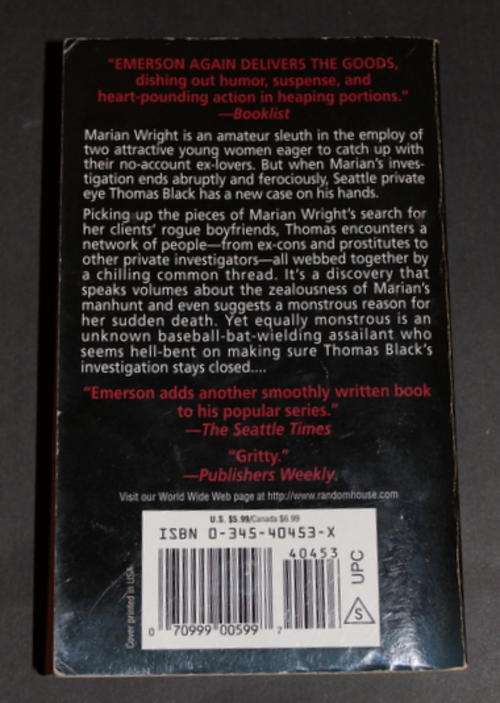 "EMERSON AGAIN DELIVERS THE GOODS,
dishing out humor, suspense, and
heart-pounding action in heaping portions."
—Booklist
Marian Wright is an amateur sleuth in the employ of
two attractive young women eager to catch up with
their no-account ex-lovers. But when Marian's inves-
tigation ends abruptly and ferociously, Seattle private
eye Thomas Black has a new case on his hands.
Picking up the pieces of Marian Wright's search for
her clients' rogue boyfriends, Thomas encounters a
network of people—from ex-cons and prostitutes to
other private investigators—all webbed together by
a chilling common thread. It's a discovery that
speaks volumes about the zealousness of Marian's
manhunt and even suggests a monstrous reason for
her sudden death. Yet equally monstrous is an
unknown baseball-bat-wielding assailant who
seems hell-bent on making sure Thomas Black's
investigation stays closed....
"Emerson adds another smoothly written book
to his popular series."
—The Seattle Times
"Gritty."
—Publishers Weekly
Visit our World Wide Web page at http://www.randomhouse.com
U.S. $5.99/Canada $6.99
ISBN 0-345-40453-X
40453
0 70999 00599 7
UPC
S
Cover printed in USA